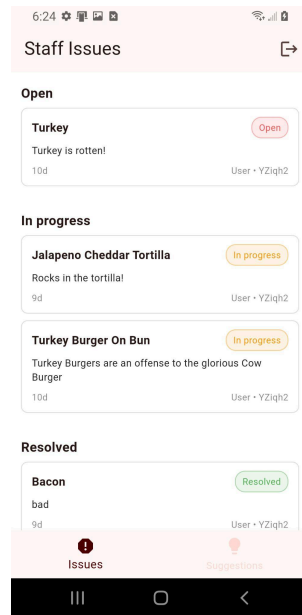 6:24
Staff Issues
Open
Turkey
Open
Turkey is rotten!
10d
User • YZiqh2
In progress
Jalapeno Cheddar Tortilla
In progress
Rocks in the tortilla!
9d
User • YZiqh2
Turkey Burger On Bun
In progress
Turkey Burgers are an offense to the glorious Cow
Burger
10d
User • YZiqh2
Resolved
Bacon
Resolved
bad
9d
User • YZiqh2
Issues
Suggestions